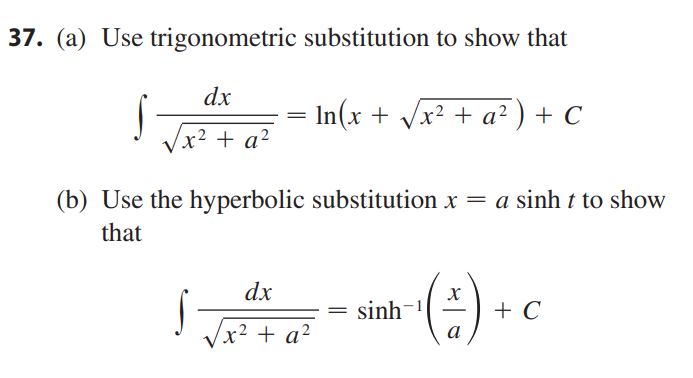 37. (a) Use trigonometric substitution to show that
∫ dx/√(x² + a²) = ln(x + √(x² + a²)) + C
(b) Use the hyperbolic substitution x = a sinh t to show
that
∫ dx/√(x² + a²) = sinh⁻¹(x/a) + C